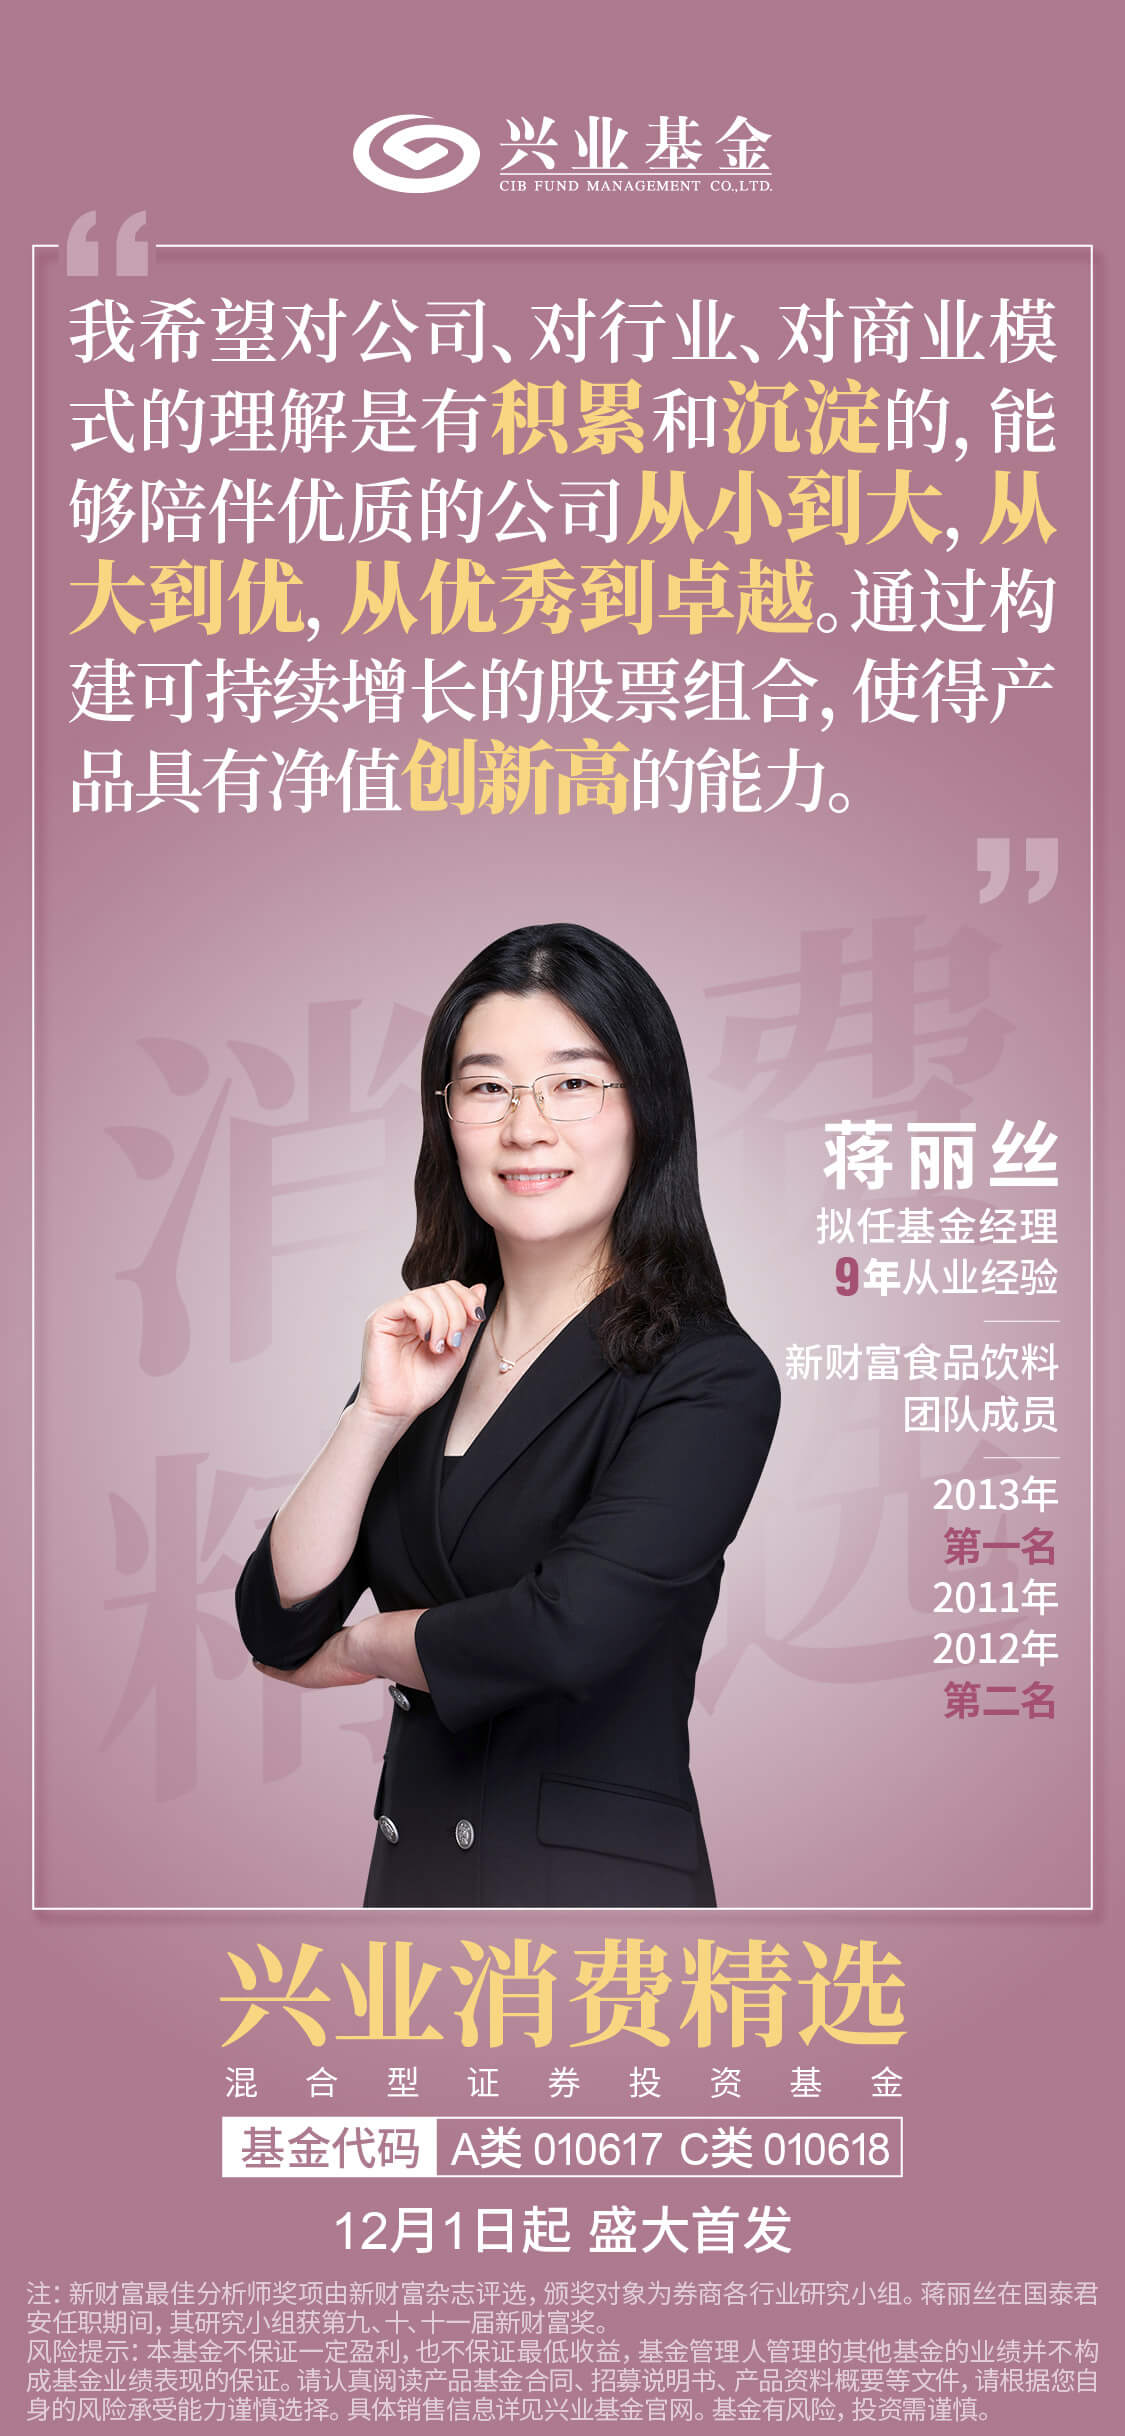 兴业基金
CIB FUND MANAGEMENT CO.,LTD.
“
我希望对公司、对行业、对商业模
式的理解是有积累和沉淀的，能
够陪伴优质的公司从小到大，从
大到优，从优秀到卓越。通过构
建可持续增长的股票组合，使得产
品具有净值创新高的能力。
”
消费
精选
蒋丽丝
拟任基金经理
9年从业经验
新财富食品饮料
团队成员
2013年
第一名
2011年
2012年
第二名
兴业消费精选
混合型证券投资基金
基金代码 A类 010617 C类 010618
12月1日起 盛大首发
注：新财富最佳分析师奖项由新财富杂志评选，颁奖对象为券商各行业研究小组。蒋丽丝在国泰君
安任职期间，其研究小组获第九、十、十一届新财富奖。
风险提示：本基金不保证一定盈利，也不保证最低收益，基金管理人管理的其他基金的业绩并不构
成基金业绩表现的保证。请认真阅读产品基金合同、招募说明书、产品资料概要等文件，请根据您自
身的风险承受能力谨慎选择。具体销售信息详见兴业基金官网。基金有风险，投资需谨慎。